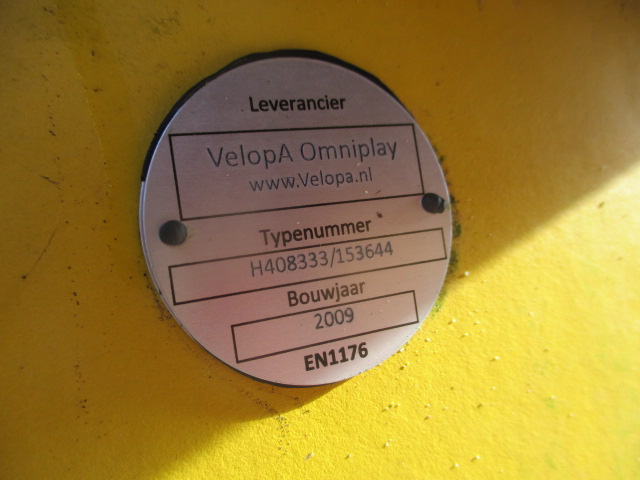 Leverancier
VelopA Omniplay
www.Velopa.nl
Typenummer
H408333/153644
Bouwjaar
2009
EN1176